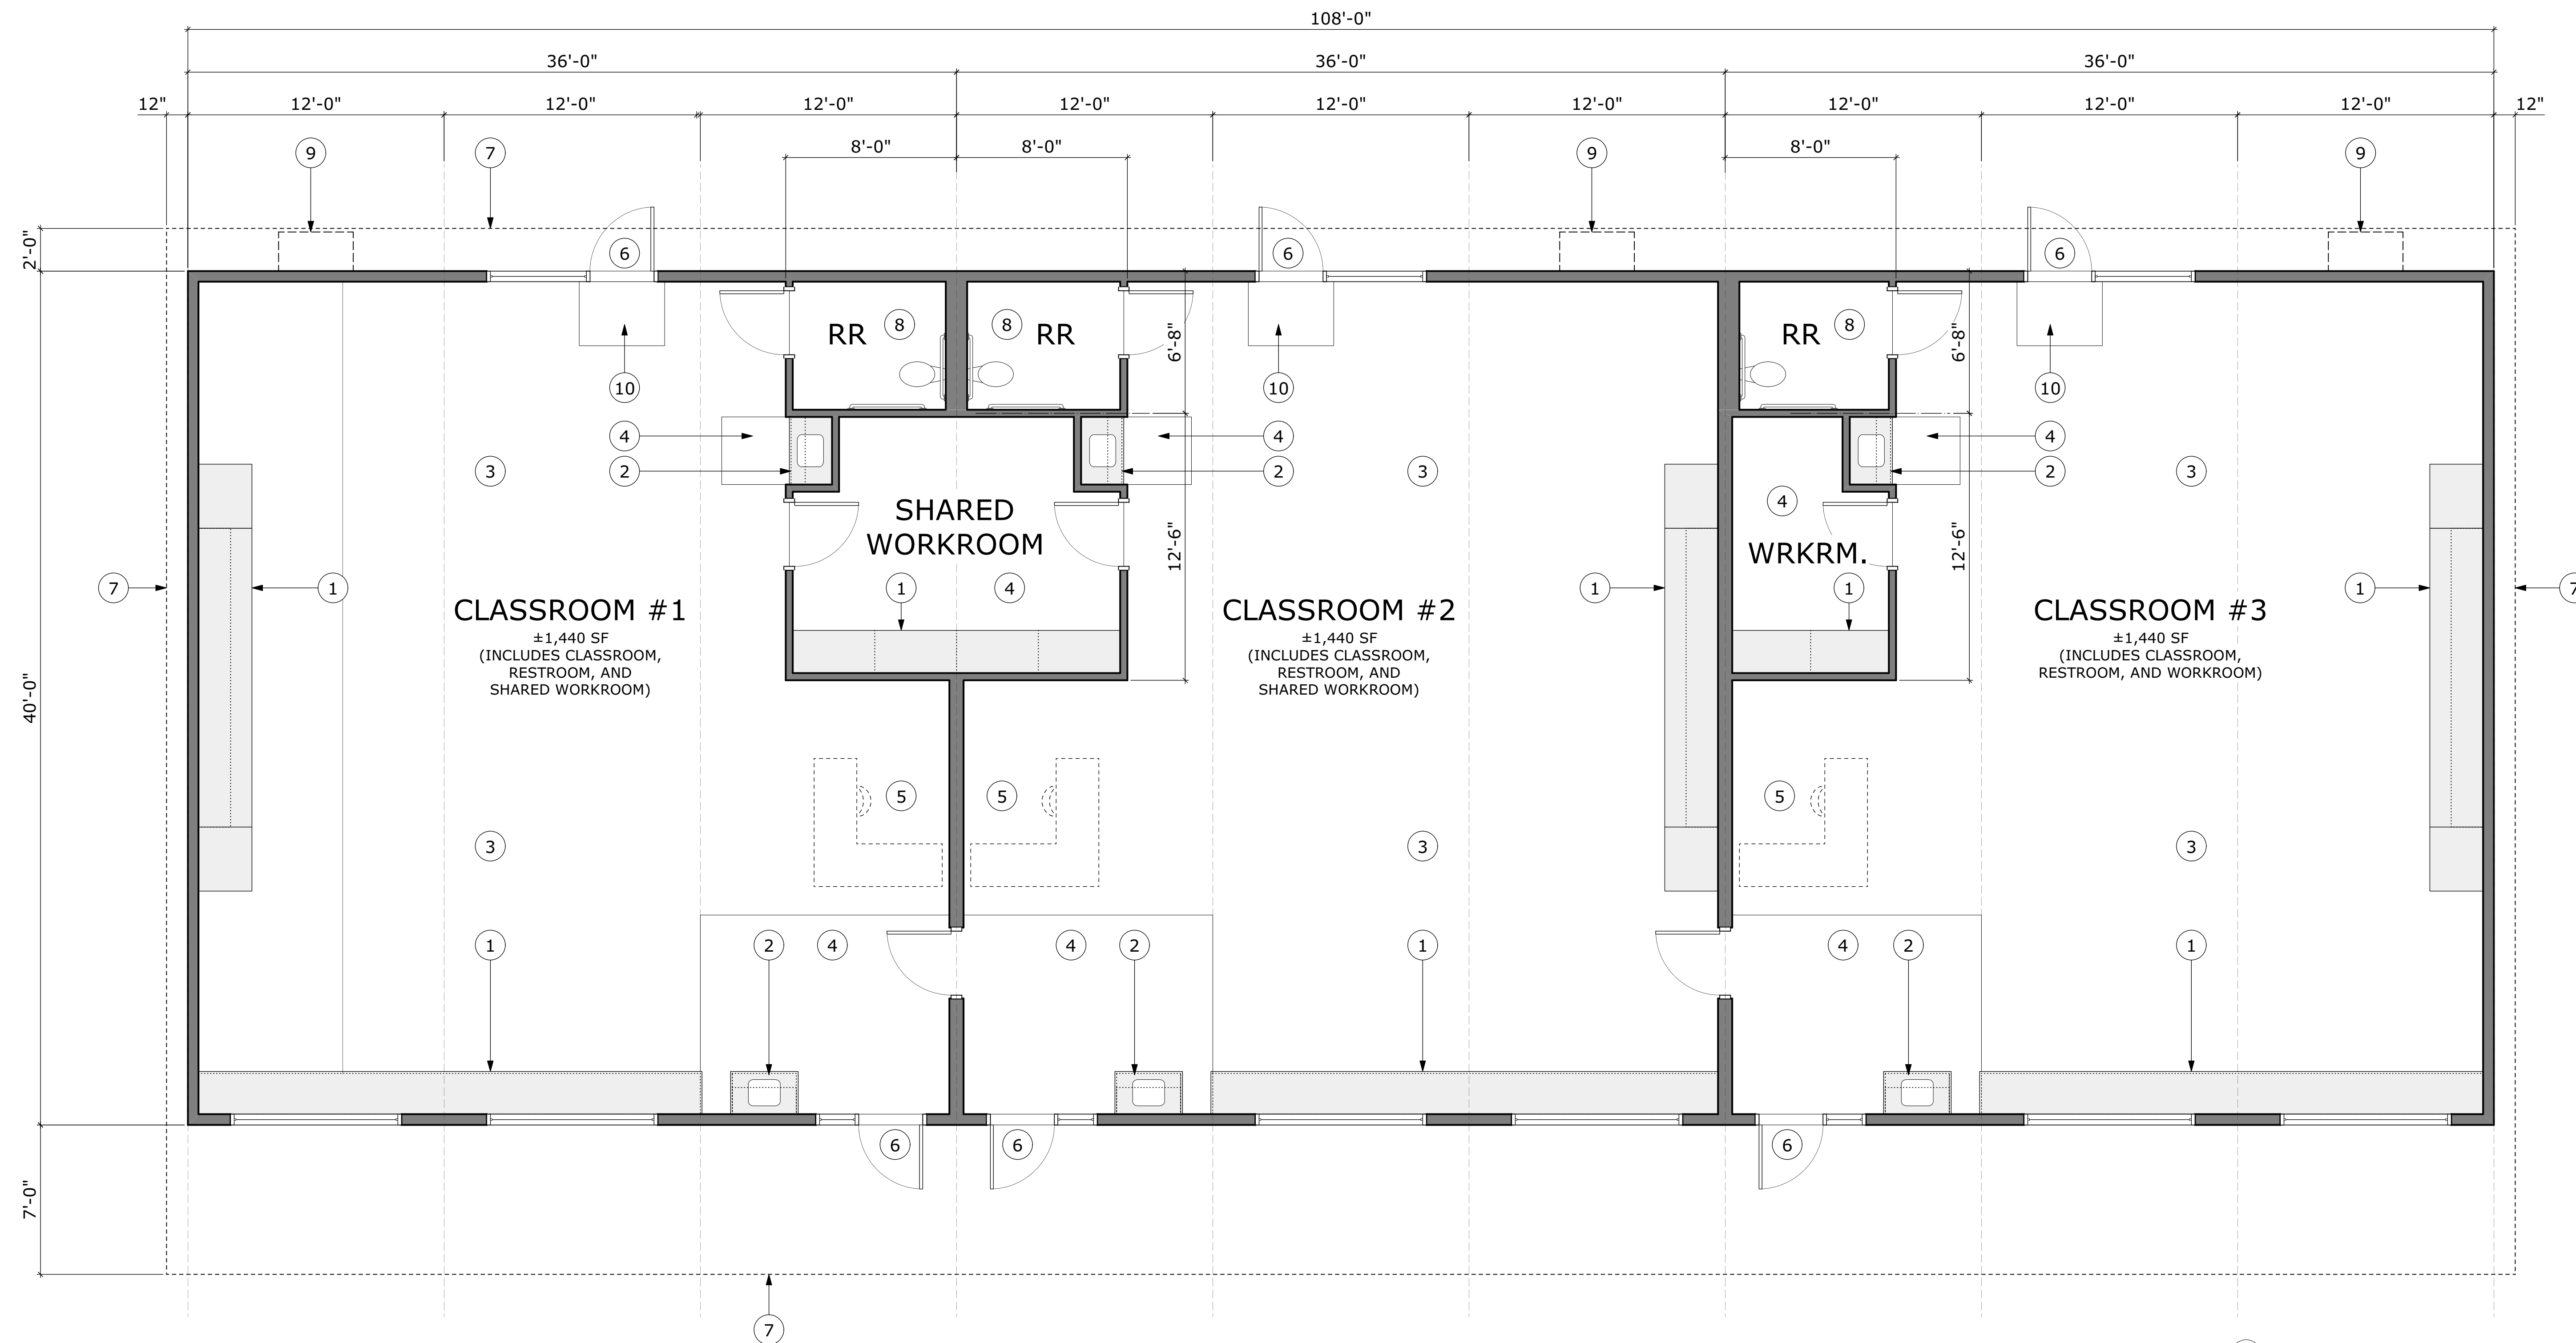 108'-0"
36'-0" 36'-0" 36'-0"
12" 12'-0" 12'-0" 12'-0" 12'-0" 12'-0" 12'-0" 12'-0" 12'-0" 12'-0" 12"
8'-0" 8'-0" 8'-0"
9 7 9 9
2'-0"
6 6 6
RR 8 8 RR RR 8
6'-8" 6'-8"
10 10 10
4 4 4
3 2 2 3 2 3
SHARED
WORKROOM
4
WRKRM.
12'-6" 12'-6"
7 1 1 4 1 1 1 7
CLASSROOM #1
±1,440 SF
(INCLUDES CLASSROOM,
RESTROOM, AND
SHARED WORKROOM)
CLASSROOM #2
±1,440 SF
(INCLUDES CLASSROOM,
RESTROOM, AND
SHARED WORKROOM)
CLASSROOM #3
±1,440 SF
(INCLUDES CLASSROOM,
RESTROOM, AND WORKROOM)
40'-0"
5 5 5
3 3 3
1 2 4 4 2 1 4 2 1
6 6 6
7'-0"
7